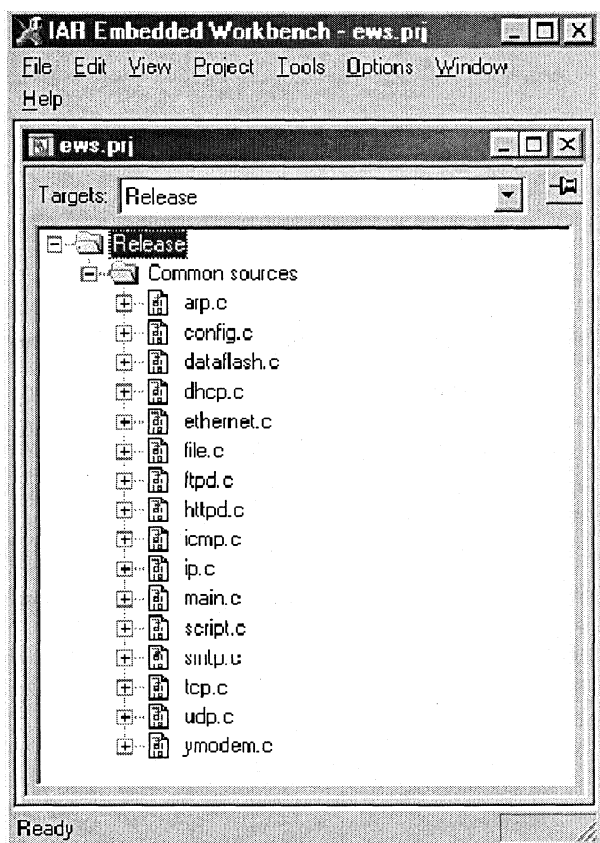 IAR Embedded Workbench - ews.prj
File Edit View Project Tools Options Window
Help
ews.prj
Targets: Release
Release
Common sources
arp.c
config.c
dataflash.c
dhcp.c
ethernet.c
file.c
ftpd.c
httpd.c
icmp.c
ip.c
main.c
script.c
smtp.c
tcp.c
udp.c
ymodem.c
Ready